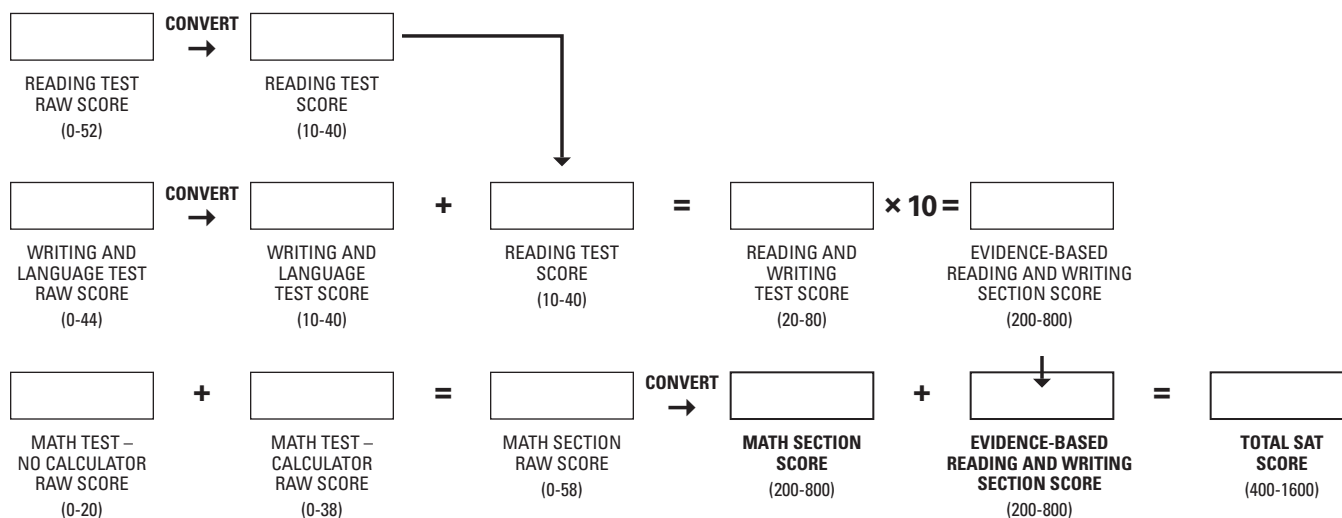 CONVERT
→
READING TEST
RAW SCORE
(0-52)
READING TEST
SCORE
(10-40)
CONVERT
→
+
=
× 10 =
WRITING AND
LANGUAGE TEST
RAW SCORE
(0-44)
WRITING AND
LANGUAGE
TEST SCORE
(10-40)
READING TEST
SCORE
(10-40)
READING AND
WRITING
TEST SCORE
(20-80)
EVIDENCE-BASED
READING AND WRITING
SECTION SCORE
(200-800)
+
=
CONVERT
→
+
=
MATH TEST –
NO CALCULATOR
RAW SCORE
(0-20)
MATH TEST –
CALCULATOR
RAW SCORE
(0-38)
MATH SECTION
RAW SCORE
(0-58)
MATH SECTION
SCORE
(200-800)
EVIDENCE-BASED
READING AND WRITING
SECTION SCORE
(200-800)
TOTAL SAT
SCORE
(400-1600)